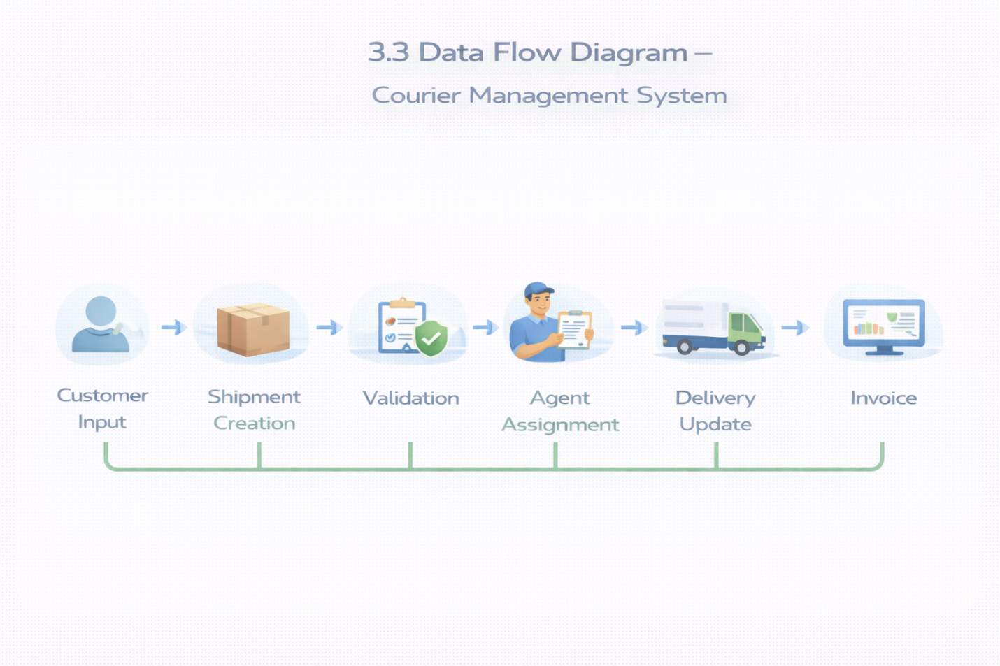 3.3 Data Flow Diagram –
Courier Management System
Customer
Input
Shipment
Creation
Validation
Agent
Assignment
Delivery
Update
Invoice